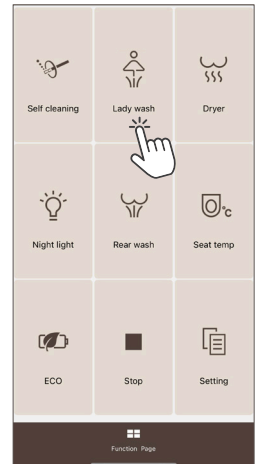 Self cleaning
Lady wash
Dryer
Night light
Rear wash
Seat temp
°c
ECO
Stop
Setting
Function Page